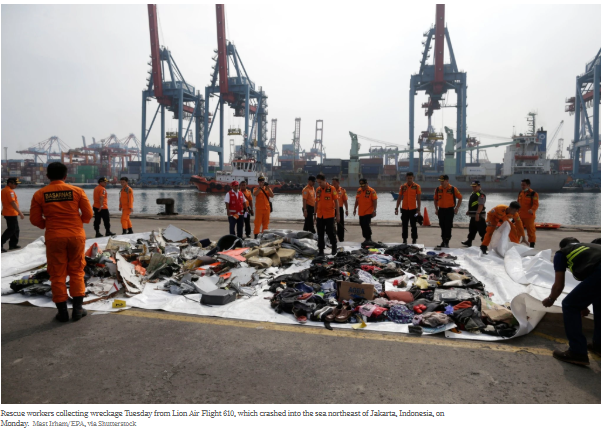 BASARNAS
Rescue workers collecting wreckage Tuesday from Lion Air Flight 610, which crashed into the sea northeast of Jakarta, Indonesia, on
Monday. Mast Irham/EPA, via Shutterstock